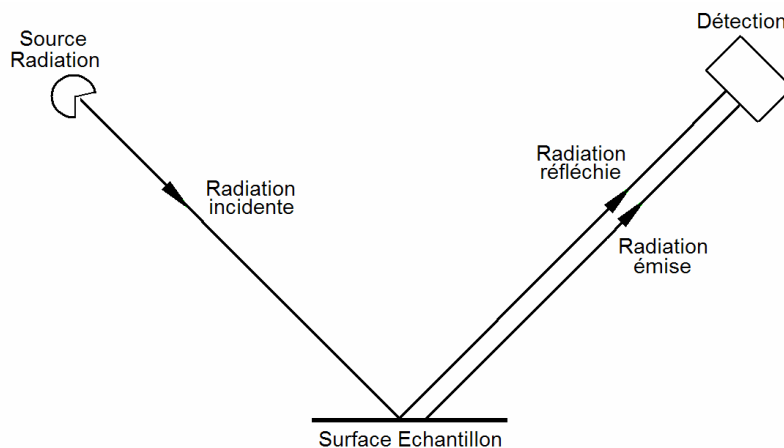 Source
Radiation
Détection
Radiation
incidente
Radiation
réfléchie
Radiation
émise
Surface Echantillon